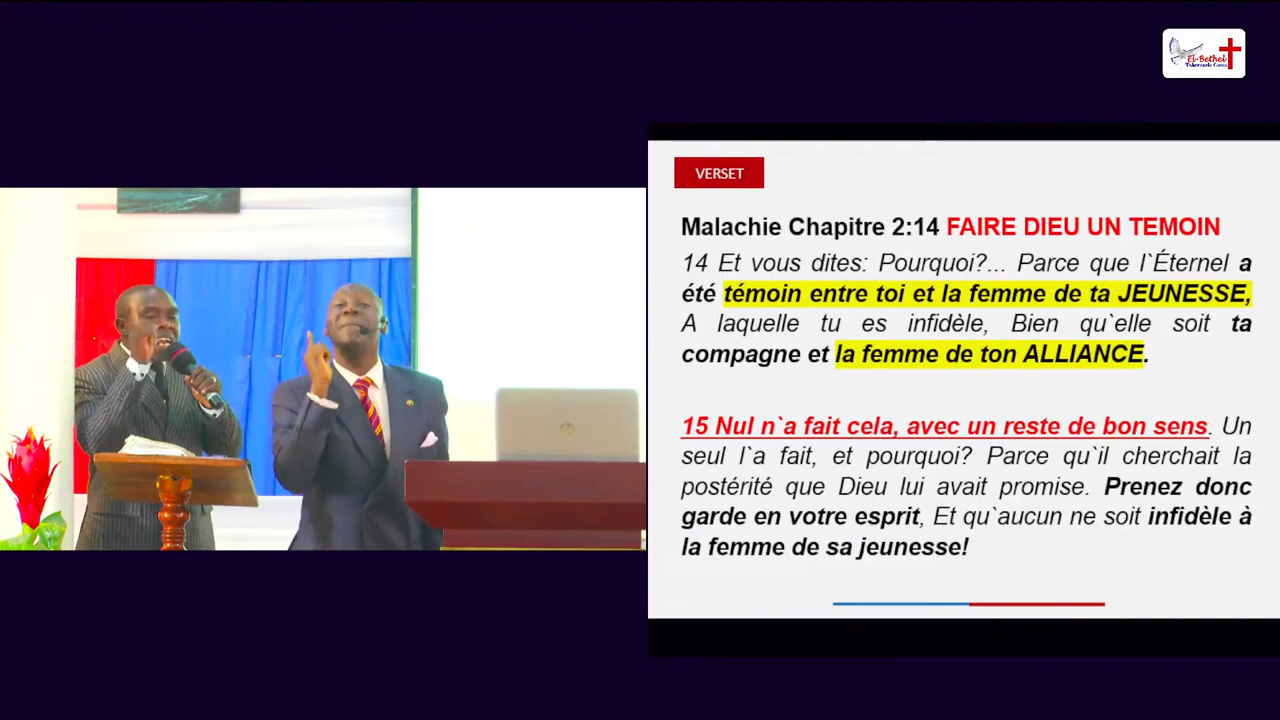 El-Bethel
VERSET
Malachie Chapitre 2:14 FAIRE DIEU UN TEMOIN
14 Et vous dites: Pourquoi?... Parce que l`Éternel a
été témoin entre toi et la femme de ta JEUNESSE,
A laquelle tu es infidèle, Bien qu`elle soit ta
compagne et la femme de ton ALLIANCE.
15 Nul n`a fait cela, avec un reste de bon sens. Un
seul l`a fait, et pourquoi? Parce qu`il cherchait la
postérité que Dieu lui avait promise. Prenez donc
garde en votre esprit, Et qu`aucun ne soit infidèle à
la femme de sa jeunesse!